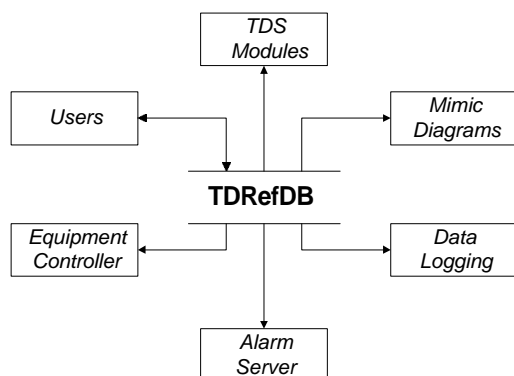 TDS
Modules
Users
Mimic
Diagrams
TDRefDB
Equipment
Controller
Data
Logging
Alarm
Server